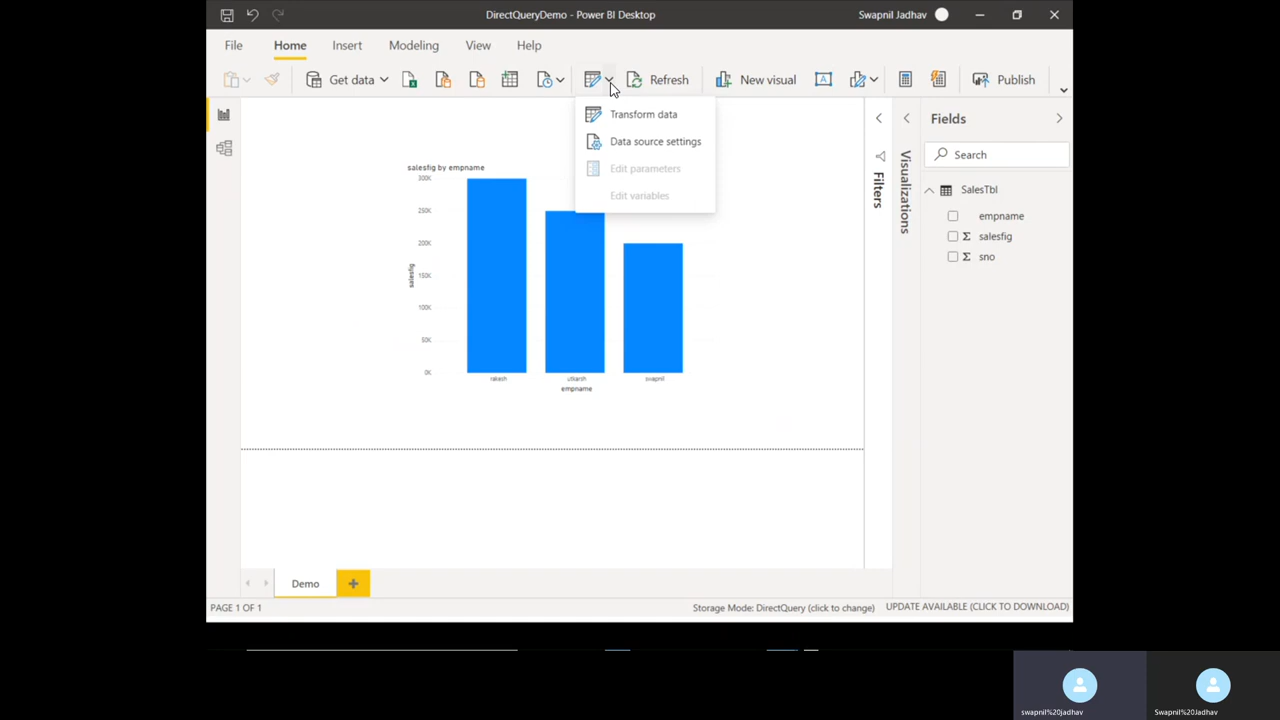 DirectQueryDemo - Power BI Desktop
Swapnil Jadhav
File Home Insert Modeling View Help
Get data
Refresh
New visual
Publish
Transform data
Data source settings
Edit parameters
Edit variables
salesfig by empname
300K
250K
200K
150K
100K
50K
0K
salesfig
rakesh utkarsh swapnil
empname
Filters
Visualizations
Fields
Search
SalesTbl
empname
Σ salesfig
Σ sno
Demo
PAGE 1 OF 1
Storage Mode: DirectQuery (click to change)
UPDATE AVAILABLE (CLICK TO DOWNLOAD)
swapnil%20jadhav
Swapnil%20Jadhav